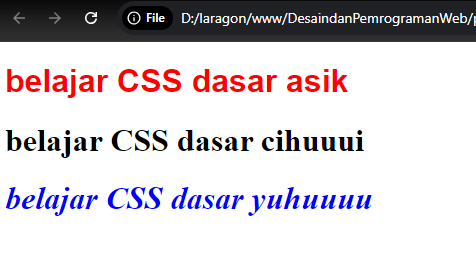 File
D:/laragon/www/DesaindanPemrogramanWeb/
belajar CSS dasar asik
belajar CSS dasar cihuuui
belajar CSS dasar yuhuuuu